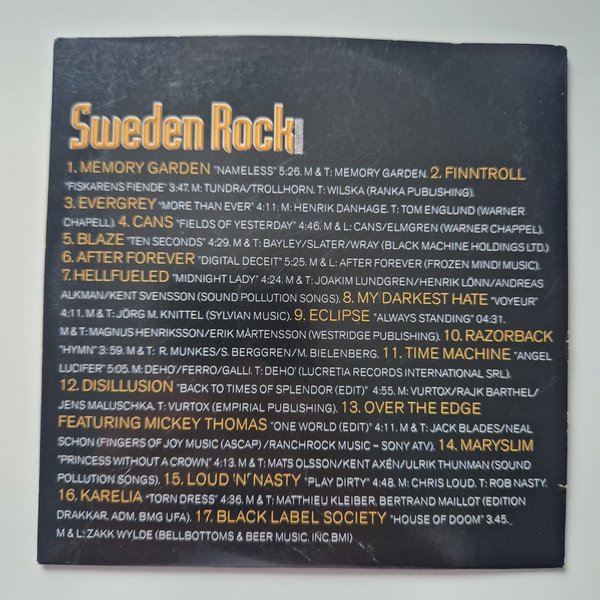 Sweden Rock
1. MEMORY GARDEN "NAMELESS" 5:26. M & T: MEMORY GARDEN. 2. FINNTROLL
"FISKARENS FIENDE" 3:47. M: TUNDRA/TROLLHORN. T: WILSKA (RANKA PUBLISHING).
3. EVERGREY "MORE THAN EVER" 4:11. M: HENRIK DANHAGE. T: TOM ENGLUND (WARNER
CHAPELL). 4. CANS "FIELDS OF YESTERDAY" 4:46. M & L: CANS/ELMGREN (WARNER CHAPPEL).
5. BLAZE "TEN SECONDS" 4:29. M & T: BAYLEY/SLATER/WRAY (BLACK MACHINE HOLDINGS LTD.)
6. AFTER FOREVER "DIGITAL DECEIT" 5:25. M & L: AFTER FOREVER (FROZEN MIND! MUSIC).
7. HELLFUELED "MIDNIGHT LADY" 4:24. M & T: JOAKIM LUNDGREN/HENRIK LÖNN/ANDREAS
ALKMAN/KENT SVENSSON (SOUND POLLUTION SONGS). 8. MY DARKEST HATE "VOYEUR"
4:11. M & T: JÖRG M. KNITTEL (SYLVIAN MUSIC). 9. ECLIPSE "ALWAYS STANDING" 04:31.
M & T: MAGNUS HENRIKSSON/ERIK MÅRTENSSON (WESTRIDGE PUBLISHING). 10. RAZORBACK
"HYMN" 3:59. M & T: R. MUNKES/S. BERGGREN/M. BIELENBERG. 11. TIME MACHINE "ANGEL
LUCIFER" 5:05. M: DEHO'/FERRO/GALLI. T: DEHO' (LUCRETIA RECORDS INTERNATIONAL SRL).
12. DISILLUSION "BACK TO TIMES OF SPLENDOR (EDIT)" 4:55. M: VURTOX/RAJK BARTHEL/
JENS MALUSCHKA. T: VURTOX (EMPIRIAL PUBLISHING). 13. OVER THE EDGE
FEATURING MICKEY THOMAS "ONE WORLD (EDIT)" 4:11. M & T: JACK BLADES/NEAL
SCHON (FINGERS OF JOY MUSIC (ASCAP) /RANCHROCK MUSIC – SONY ATV). 14. MARYSLIM
"PRINCESS WITHOUT A CROWN" 4:13. M & T: MATS OLSSON/KENT AXÉN/ULRIK THUNMAN (SOUND
POLLUTION SONGS). 15. LOUD 'N' NASTY "PLAY DIRTY" 4:48. M: CHRIS LOUD. T: ROB NASTY.
16. KARELIA "TORN DRESS" 4:36. M & T: MATTHIEU KLEIBER, BERTRAND MAILLOT (EDITION
DRAKKAR, ADM. BMG UFA). 17. BLACK LABEL SOCIETY "HOUSE OF DOOM" 3:45.
M & L: ZAKK WYLDE (BELLBOTTOMS & BEER MUSIC, INC.BMI)